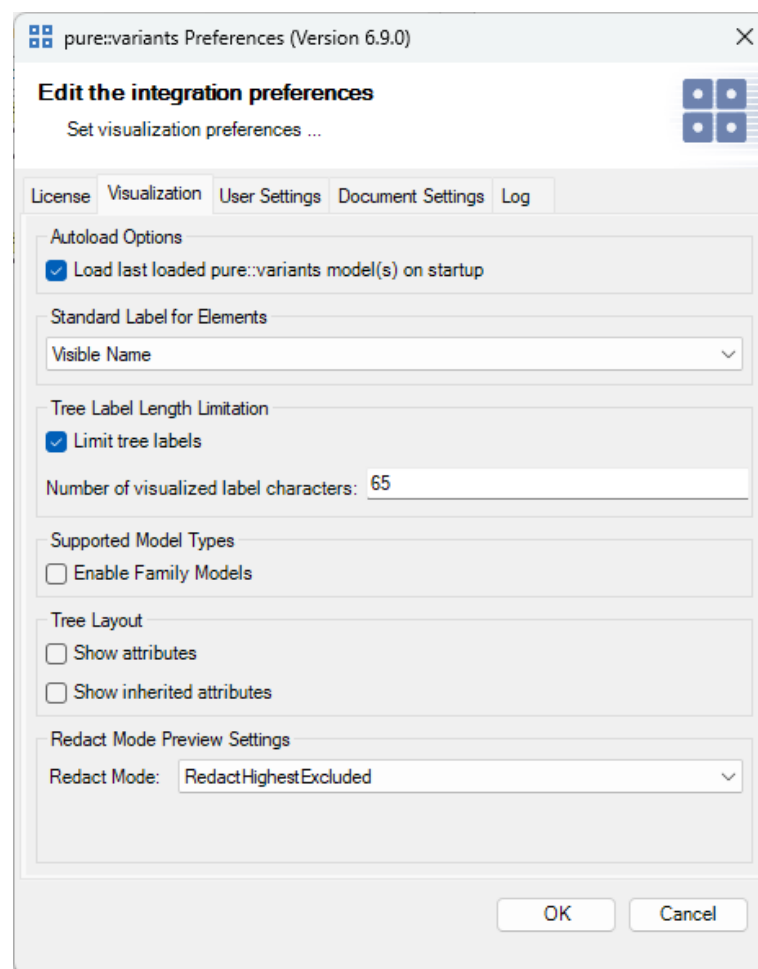 pure::variants Preferences (Version 6.9.0)
Edit the integration preferences
Set visualization preferences ...
License Visualization User Settings Document Settings Log
Autoload Options
Load last loaded pure::variants model(s) on startup
Standard Label for Elements
Visible Name
Tree Label Length Limitation
Limit tree labels
Number of visualized label characters: 65
Supported Model Types
Enable Family Models
Tree Layout
Show attributes
Show inherited attributes
Redact Mode Preview Settings
Redact Mode: RedactHighestExcluded
OK Cancel